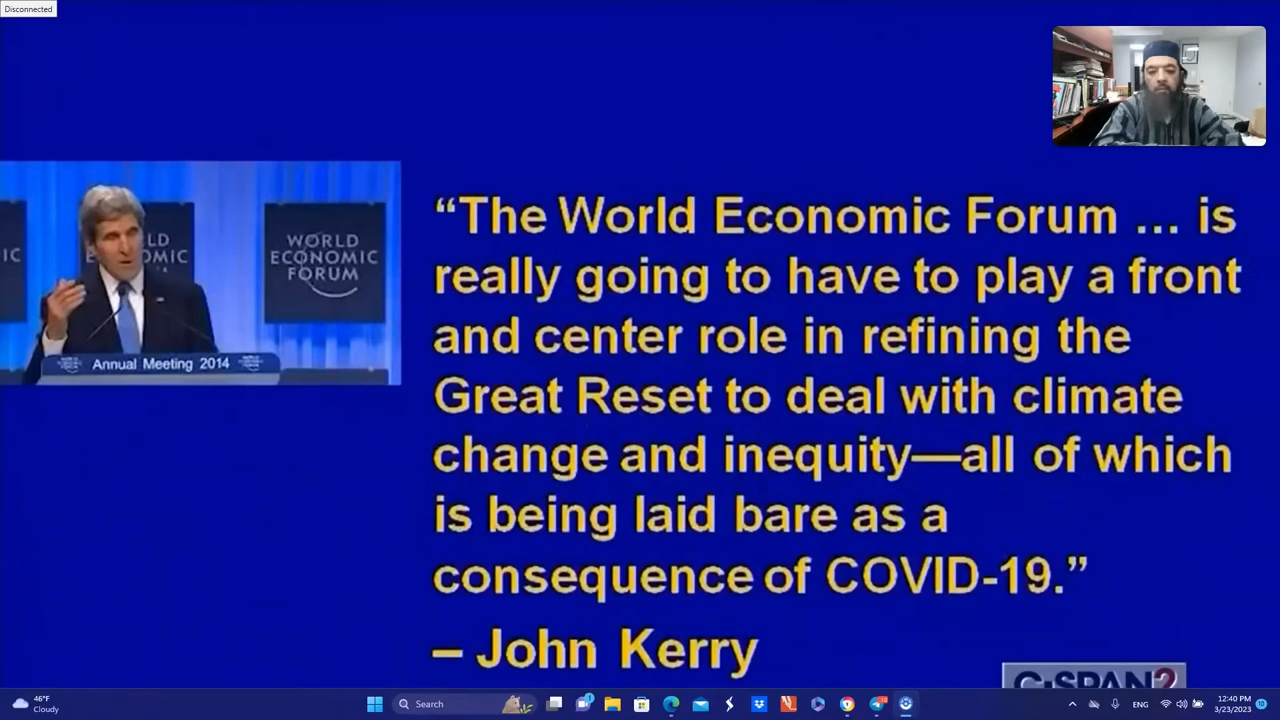 Disconnected
IC
LD
OMIC
WORLD
ECONOMIC
FORUM
Annual Meeting 2014
“The World Economic Forum ... is
really going to have to play a front
and center role in refining the
Great Reset to deal with climate
change and inequity—all of which
is being laid bare as a
consequence of COVID-19.”
– John Kerry
C-SPAN2
46°F
Cloudy
Search
ENG
12:40 PM
3/23/2023